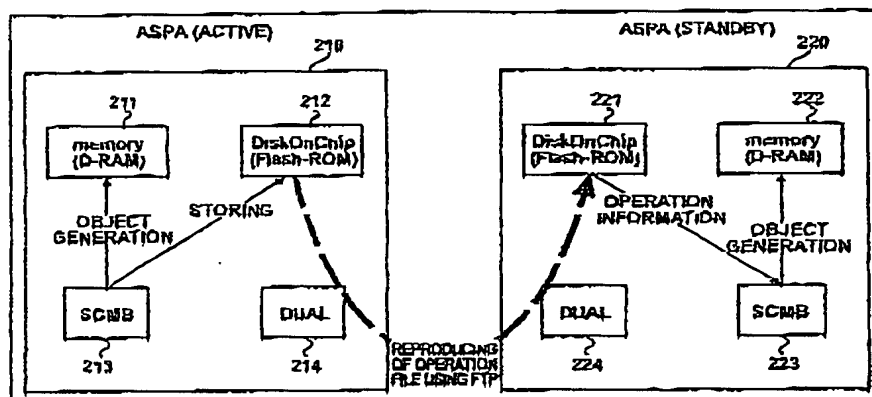 ASPA (ACTIVE)
210
211
memory
(D-RAM)
212
DiskOnChip
(Flash-ROM)
OBJECT
GENERATION
STORING
SCMB
213
DUAL
214
REPRODUCING
OF OPERATION
FILE USING FTP
ASPA (STANDBY)
220
221
DiskOnChip
(Flash-ROM)
222
memory
(D-RAM)
OPERATION
INFORMATION
OBJECT
GENERATION
DUAL
224
SCMB
223